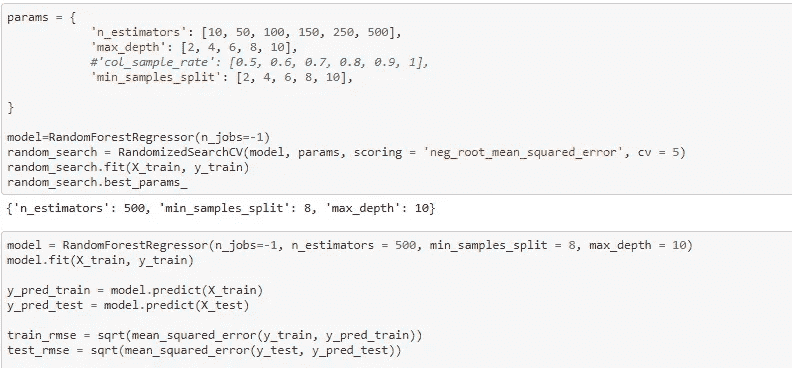 params = {
'n_estimators': [10, 50, 100, 150, 250, 500],
'max_depth': [2, 4, 6, 8, 10],
#'col_sample_rate': [0.5, 0.6, 0.7, 0.8, 0.9, 1],
'min_samples_split': [2, 4, 6, 8, 10],
}
model=RandomForestRegressor(n_jobs=-1)
random_search = RandomizedSearchCV(model, params, scoring = 'neg_root_mean_squared_error', cv = 5)
random_search.fit(X_train, y_train)
random_search.best_params_
{'n_estimators': 500, 'min_samples_split': 8, 'max_depth': 10}
model = RandomForestRegressor(n_jobs=-1, n_estimators = 500, min_samples_split = 8, max_depth = 10)
model.fit(X_train, y_train)
y_pred_train = model.predict(X_train)
y_pred_test = model.predict(X_test)
train_rmse = sqrt(mean_squared_error(y_train, y_pred_train))
test_rmse = sqrt(mean_squared_error(y_test, y_pred_test))